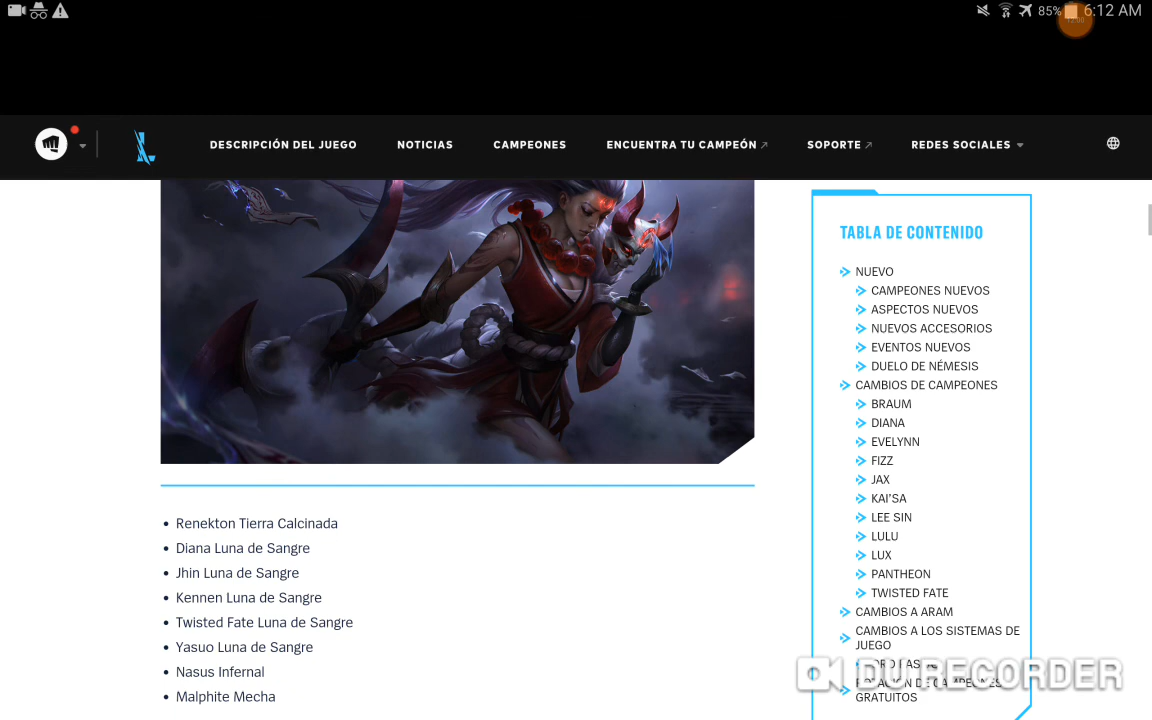 85% 6:12 AM
DESCRIPCIÓN DEL JUEGO NOTICIAS CAMPEONES ENCUENTRA TU CAMPEÓN SOPORTE REDES SOCIALES
TABLA DE CONTENIDO
NUEVO
CAMPEONES NUEVOS
ASPECTOS NUEVOS
NUEVOS ACCESORIOS
EVENTOS NUEVOS
DUELO DE NÉMESIS
CAMBIOS DE CAMPEONES
BRAUM
DIANA
EVELYNN
FIZZ
JAX
KAI'SA
LEE SIN
LULU
LUX
PANTHEON
TWISTED FATE
CAMBIOS A ARAM
CAMBIOS A LOS SISTEMAS DE
JUEGO
ROTACIÓN DE CAMPEONES
GRATUITOS
• Renekton Tierra Calcinada
• Diana Luna de Sangre
• Jhin Luna de Sangre
• Kennen Luna de Sangre
• Twisted Fate Luna de Sangre
• Yasuo Luna de Sangre
• Nasus Infernal
• Malphite Mecha
DU RECORDER